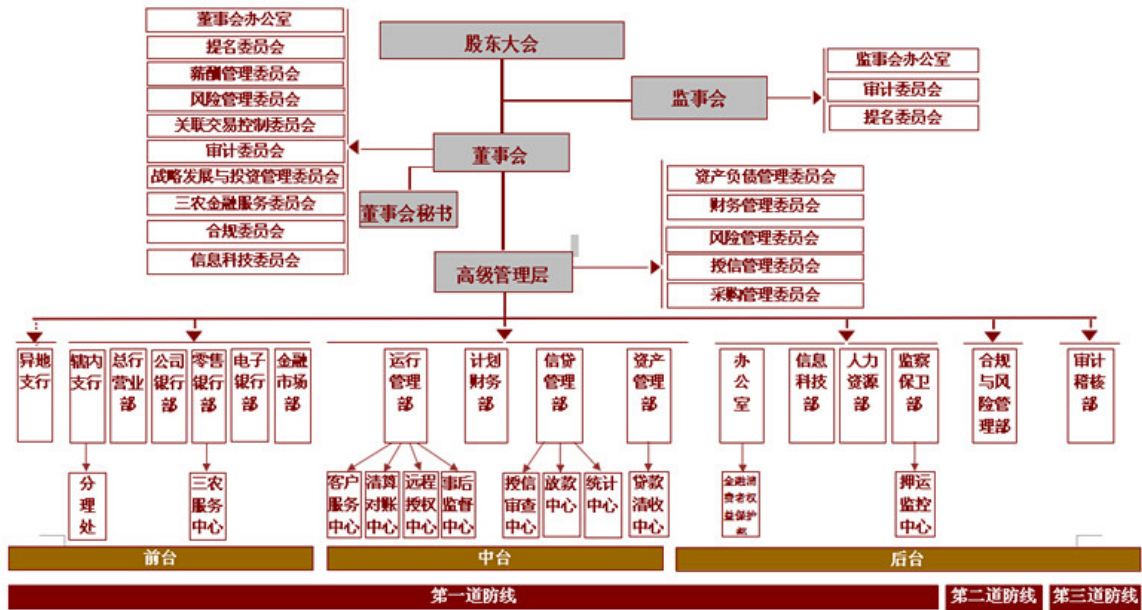 董事会办公室
提名委员会
薪酬管理委员会
风险管理委员会
关联交易控制委员会
审计委员会
战略发展与投资管理委员会
三农金融服务委员会
合规委员会
信息科技委员会
股东大会
监事会
监事会办公室
审计委员会
提名委员会
董事会
董事会秘书
高级管理层
资产负债管理委员会
财务管理委员会
风险管理委员会
授信管理委员会
采购管理委员会
异地
支行
辖内
支行
总行
营业
部
公司
银行
部
零售
银行
部
电子
银行
部
金融
市场
部
运行
管理
部
计划
财务
部
信贷
管理
部
资产
管理
部
办
公
室
信息
科技
部
人力
资源
部
监察
保卫
部
合规
与风
险管
理部
审计
稽核
部
分
理
处
三农
服务
中心
客户
服务
中心
清算
对账
中心
远程
授权
中心
事后
监督
中心
授信
审查
中心
放款
中心
统计
中心
贷款
清收
中心
金融消
费者权
益保护
押运
监控
中心
前台
中台
后台
第一道防线
第二道防线
第三道防线